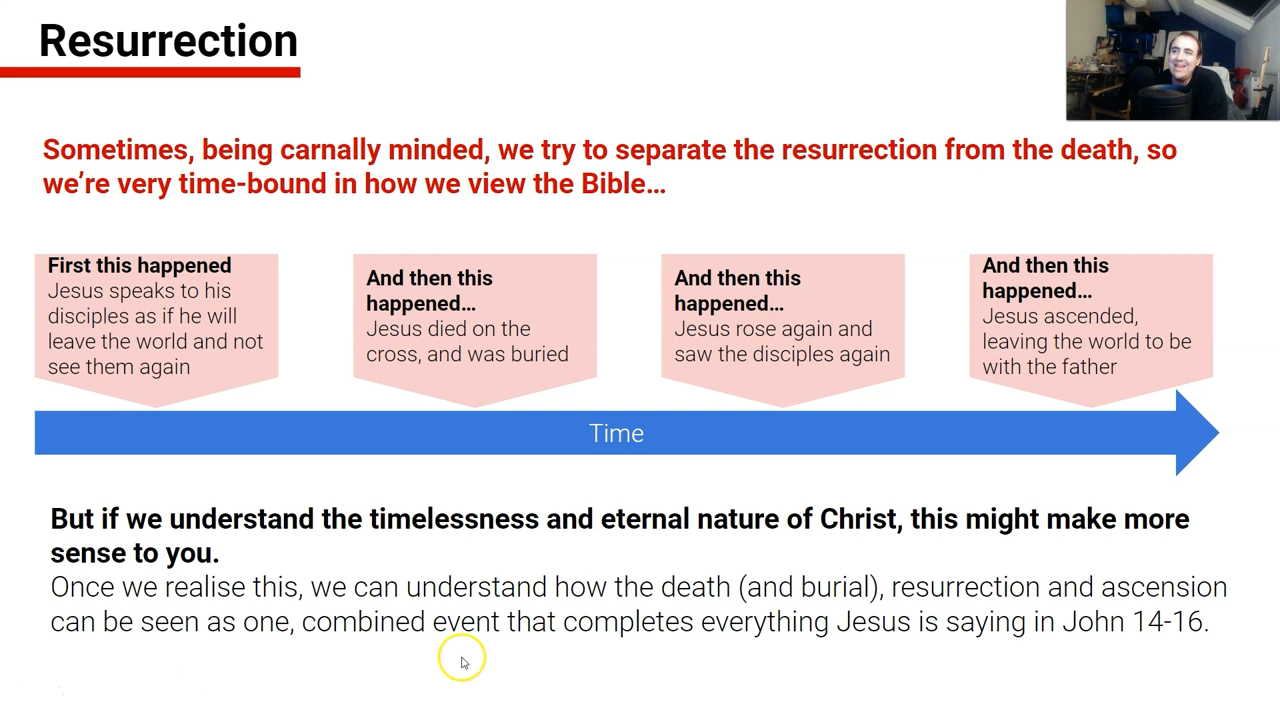 Resurrection
Sometimes, being carnally minded, we try to separate the resurrection from the death, so
we’re very time-bound in how we view the Bible…
First this happened
Jesus speaks to his
disciples as if he will
leave the world and not
see them again
And then this
happened…
Jesus died on the
cross, and was buried
And then this
happened…
Jesus rose again and
saw the disciples again
And then this
happened…
Jesus ascended,
leaving the world to be
with the father
Time
But if we understand the timelessness and eternal nature of Christ, this might make more
sense to you.
Once we realise this, we can understand how the death (and burial), resurrection and ascension
can be seen as one, combined event that completes everything Jesus is saying in John 14-16.